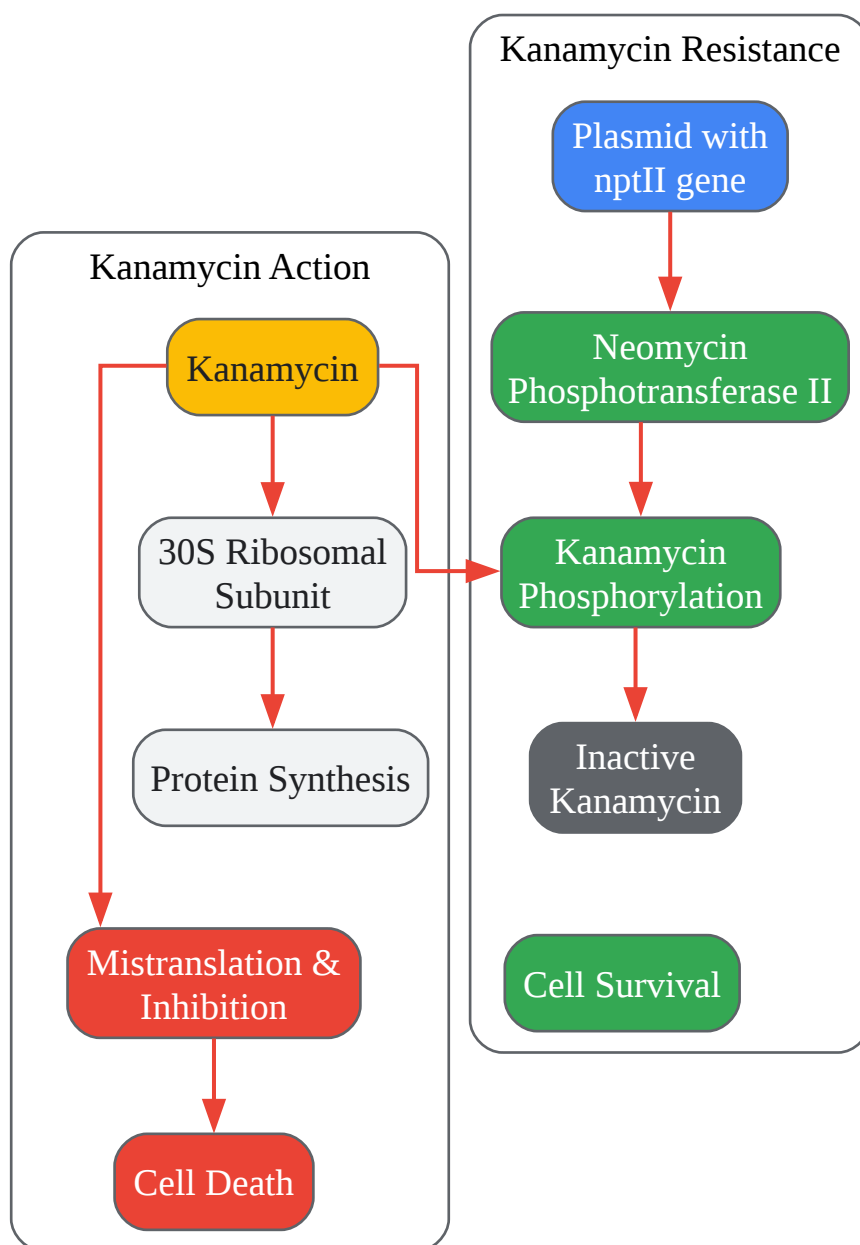 Kanamycin Resistance
Plasmid with
nptII gene
Neomycin
Phosphotransferase II
Kanamycin
Phosphorylation
Inactive
Kanamycin
Cell Survival
Kanamycin Action
Kanamycin
30S Ribosomal
Subunit
Protein Synthesis
Mistranslation &
Inhibition
Cell Death